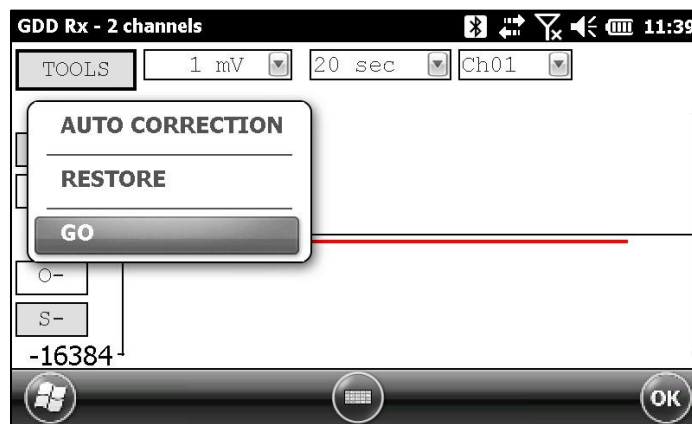 GDD Rx - 2 channels 11:39
TOOLS 1 mV 20 sec Ch01
AUTO CORRECTION
RESTORE
GO
O-
S-
-16384
OK